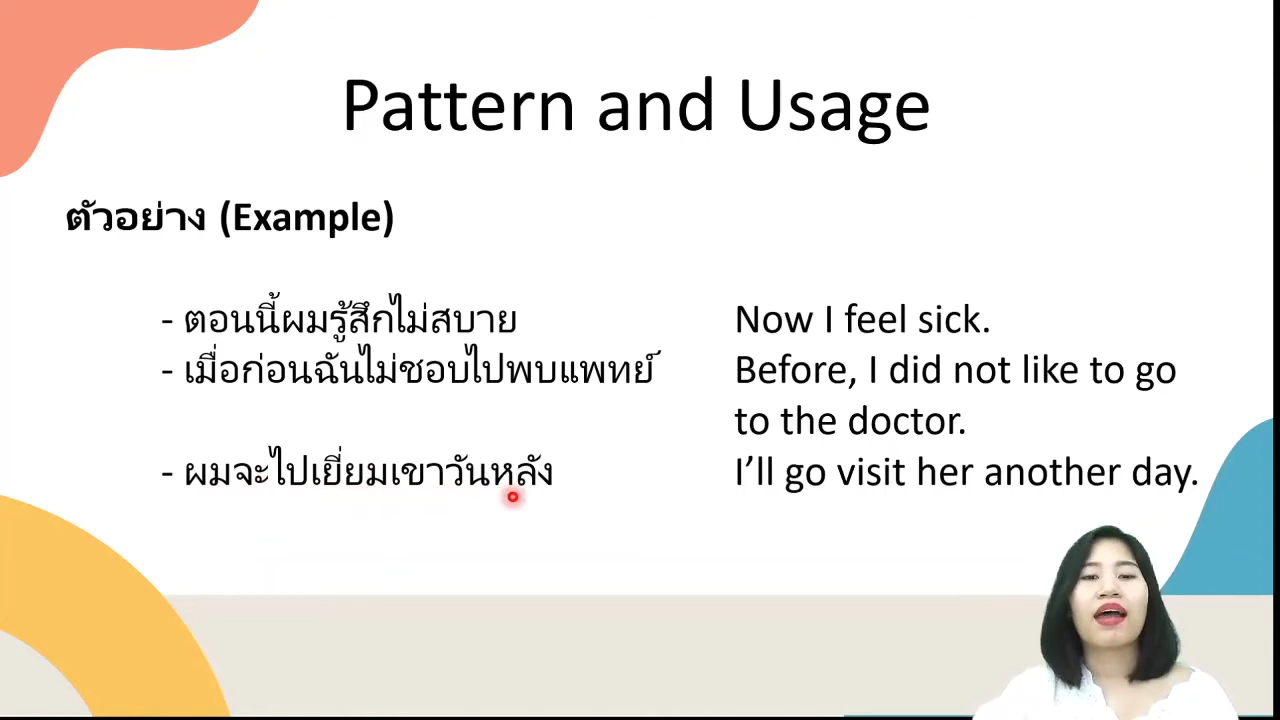 Pattern and Usage
ตัวอย่าง (Example)
- ตอนนี้ผมรู้สึกไม่สบาย Now I feel sick.
- เมื่อก่อนฉันไม่ชอบไปพบแพทย์ Before, I did not like to go
to the doctor.
- ผมจะไปเยี่ยมเขาวันหลัง I’ll go visit her another day.